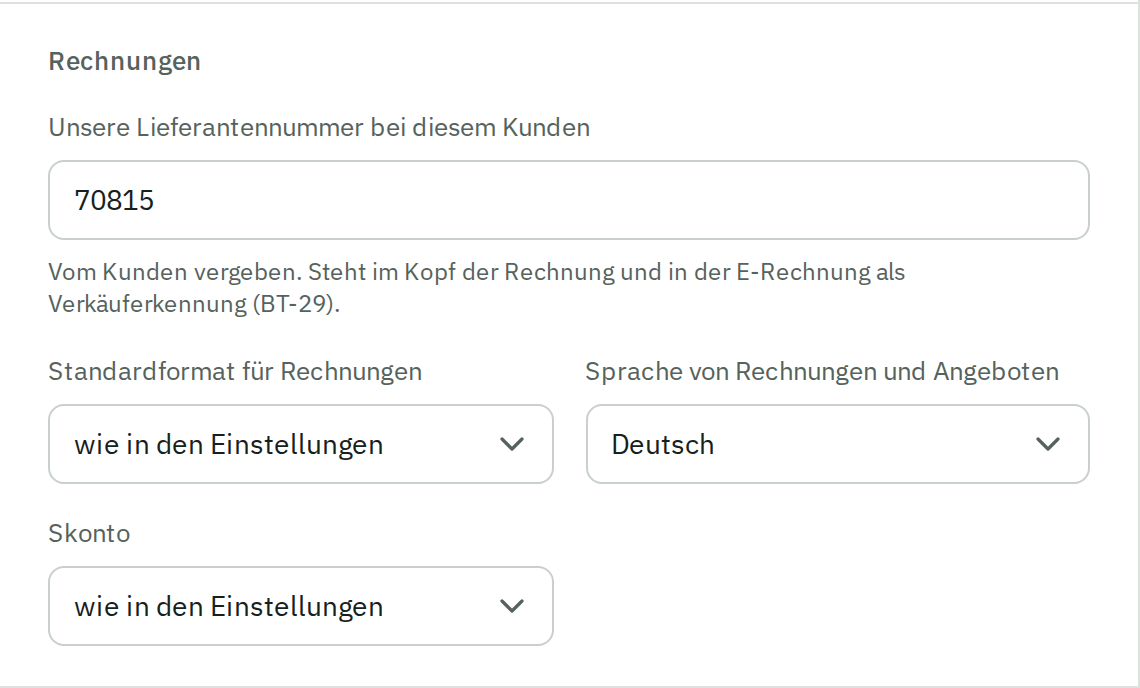 Rechnungen
Unsere Lieferantennummer bei diesem Kunden
70815
Vom Kunden vergeben. Steht im Kopf der Rechnung und in der E-Rechnung als
Verkäuferkennung (BT-29).
Standardformat für Rechnungen
Sprache von Rechnungen und Angeboten
wie in den Einstellungen
Deutsch
Skonto
wie in den Einstellungen